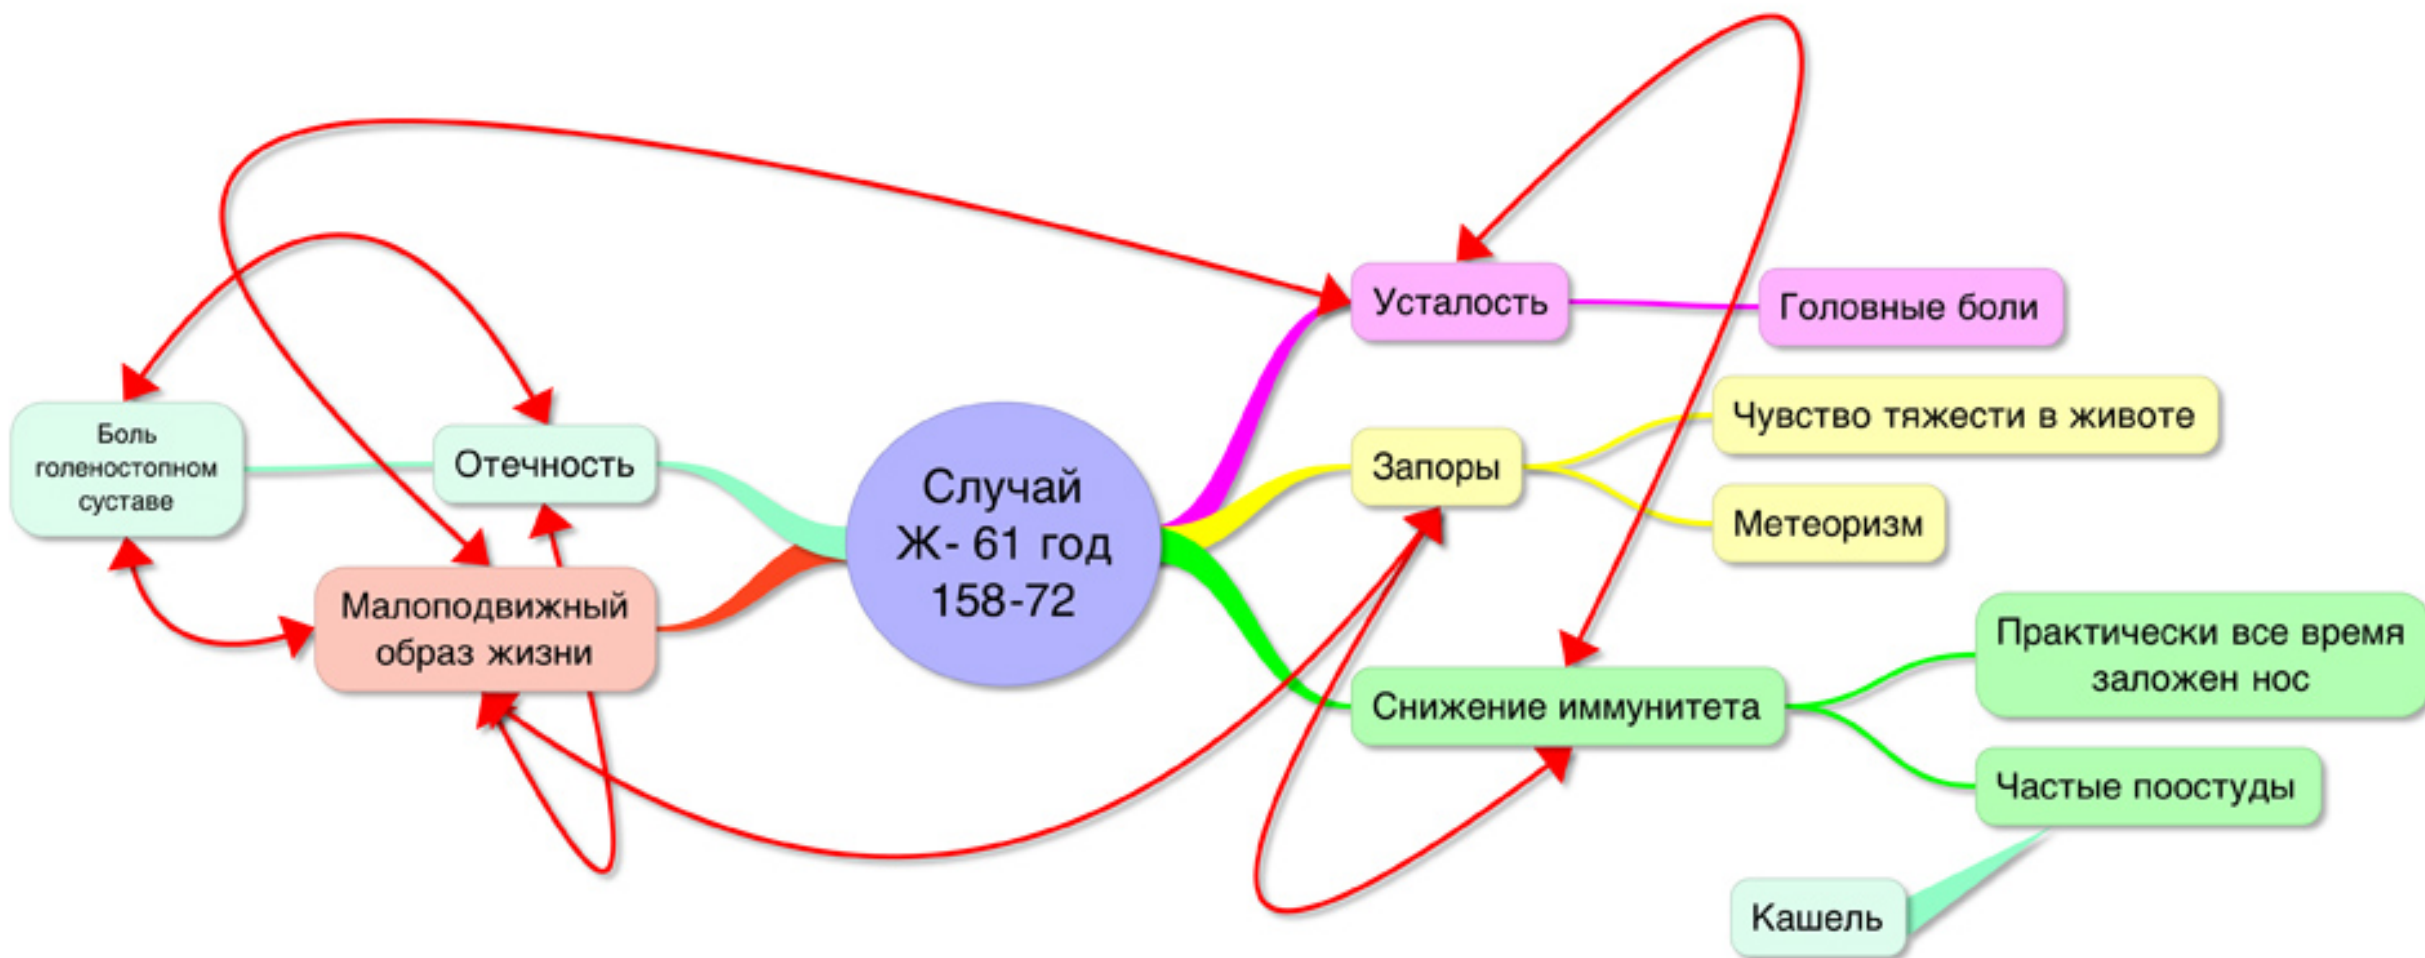 Случай
Ж- 61 год
158-72
Усталость
Головные боли
Запоры
Чувство тяжести в животе
Метеоризм
Снижение иммунитета
Практически все время
заложен нос
Частые поостуды
Кашель
Отечность
Боль
голеностопном
суставе
Малоподвижный
образ жизни